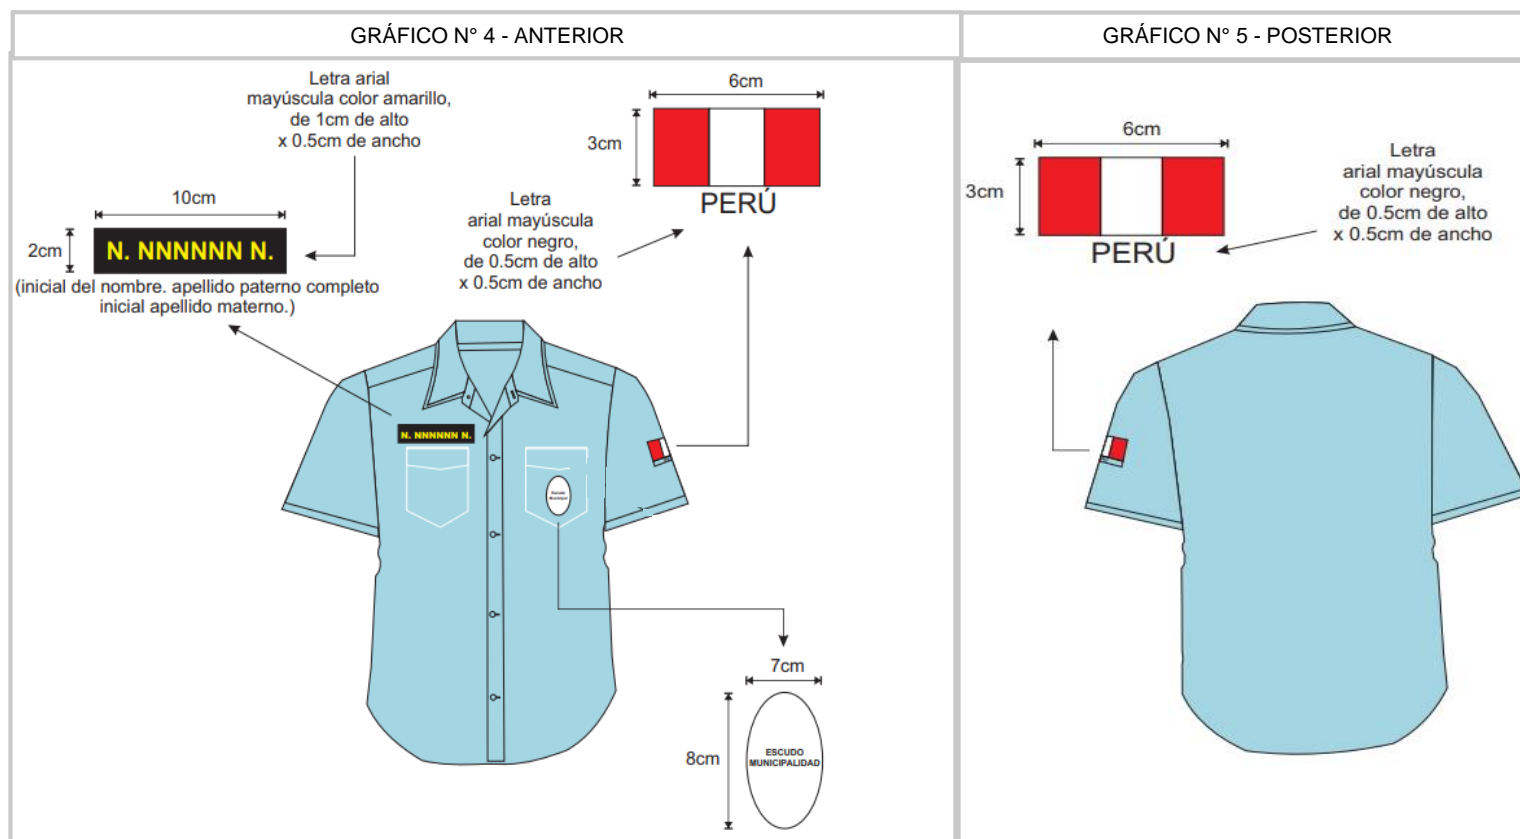 GRÁFICO N° 4 - ANTERIOR
Letra arial
mayúscula color amarillo,
de 1cm de alto
x 0.5cm de ancho
10cm
2cm
N. NNNNNN N.
(inicial del nombre. apellido paterno completo
inicial apellido materno.)
6cm
3cm
PERÚ
Letra
arial mayúscula
color negro,
de 0.5cm de alto
x 0.5cm de ancho
N. NNNNNN N.
Escudo
Municipal
7cm
8cm
ESCUDO
MUNICIPALIDAD
GRÁFICO N° 5 - POSTERIOR
6cm
3cm
PERÚ
Letra
arial mayúscula
color negro,
de 0.5cm de alto
x 0.5cm de ancho